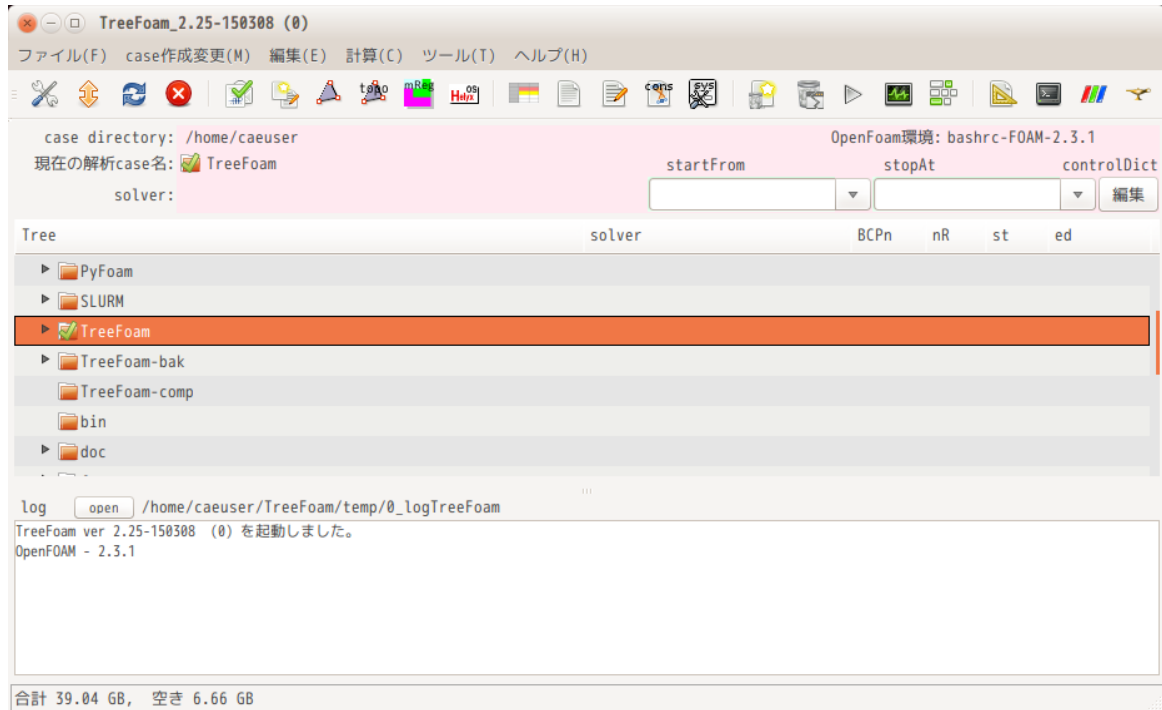 TreeFoam_2.25-150308 (0)
ファイル(F) case作成変更(M) 編集(E) 計算(C) ツール(T) ヘルプ(H)
topo mReg Helyx OS cons sys
case directory: /home/caeuser OpenFoam環境: bashrc-FOAM-2.3.1
現在の解析case名: TreeFoam startFrom stopAt controlDict
solver: 編集
Tree solver BCPn nR st ed
PyFoam
SLURM
TreeFoam
TreeFoam-bak
TreeFoam-comp
bin
doc
log open /home/caeuser/TreeFoam/temp/0_logTreeFoam
TreeFoam ver 2.25-150308 (0) を起動しました。
OpenFOAM - 2.3.1
合計 39.04 GB, 空き 6.66 GB